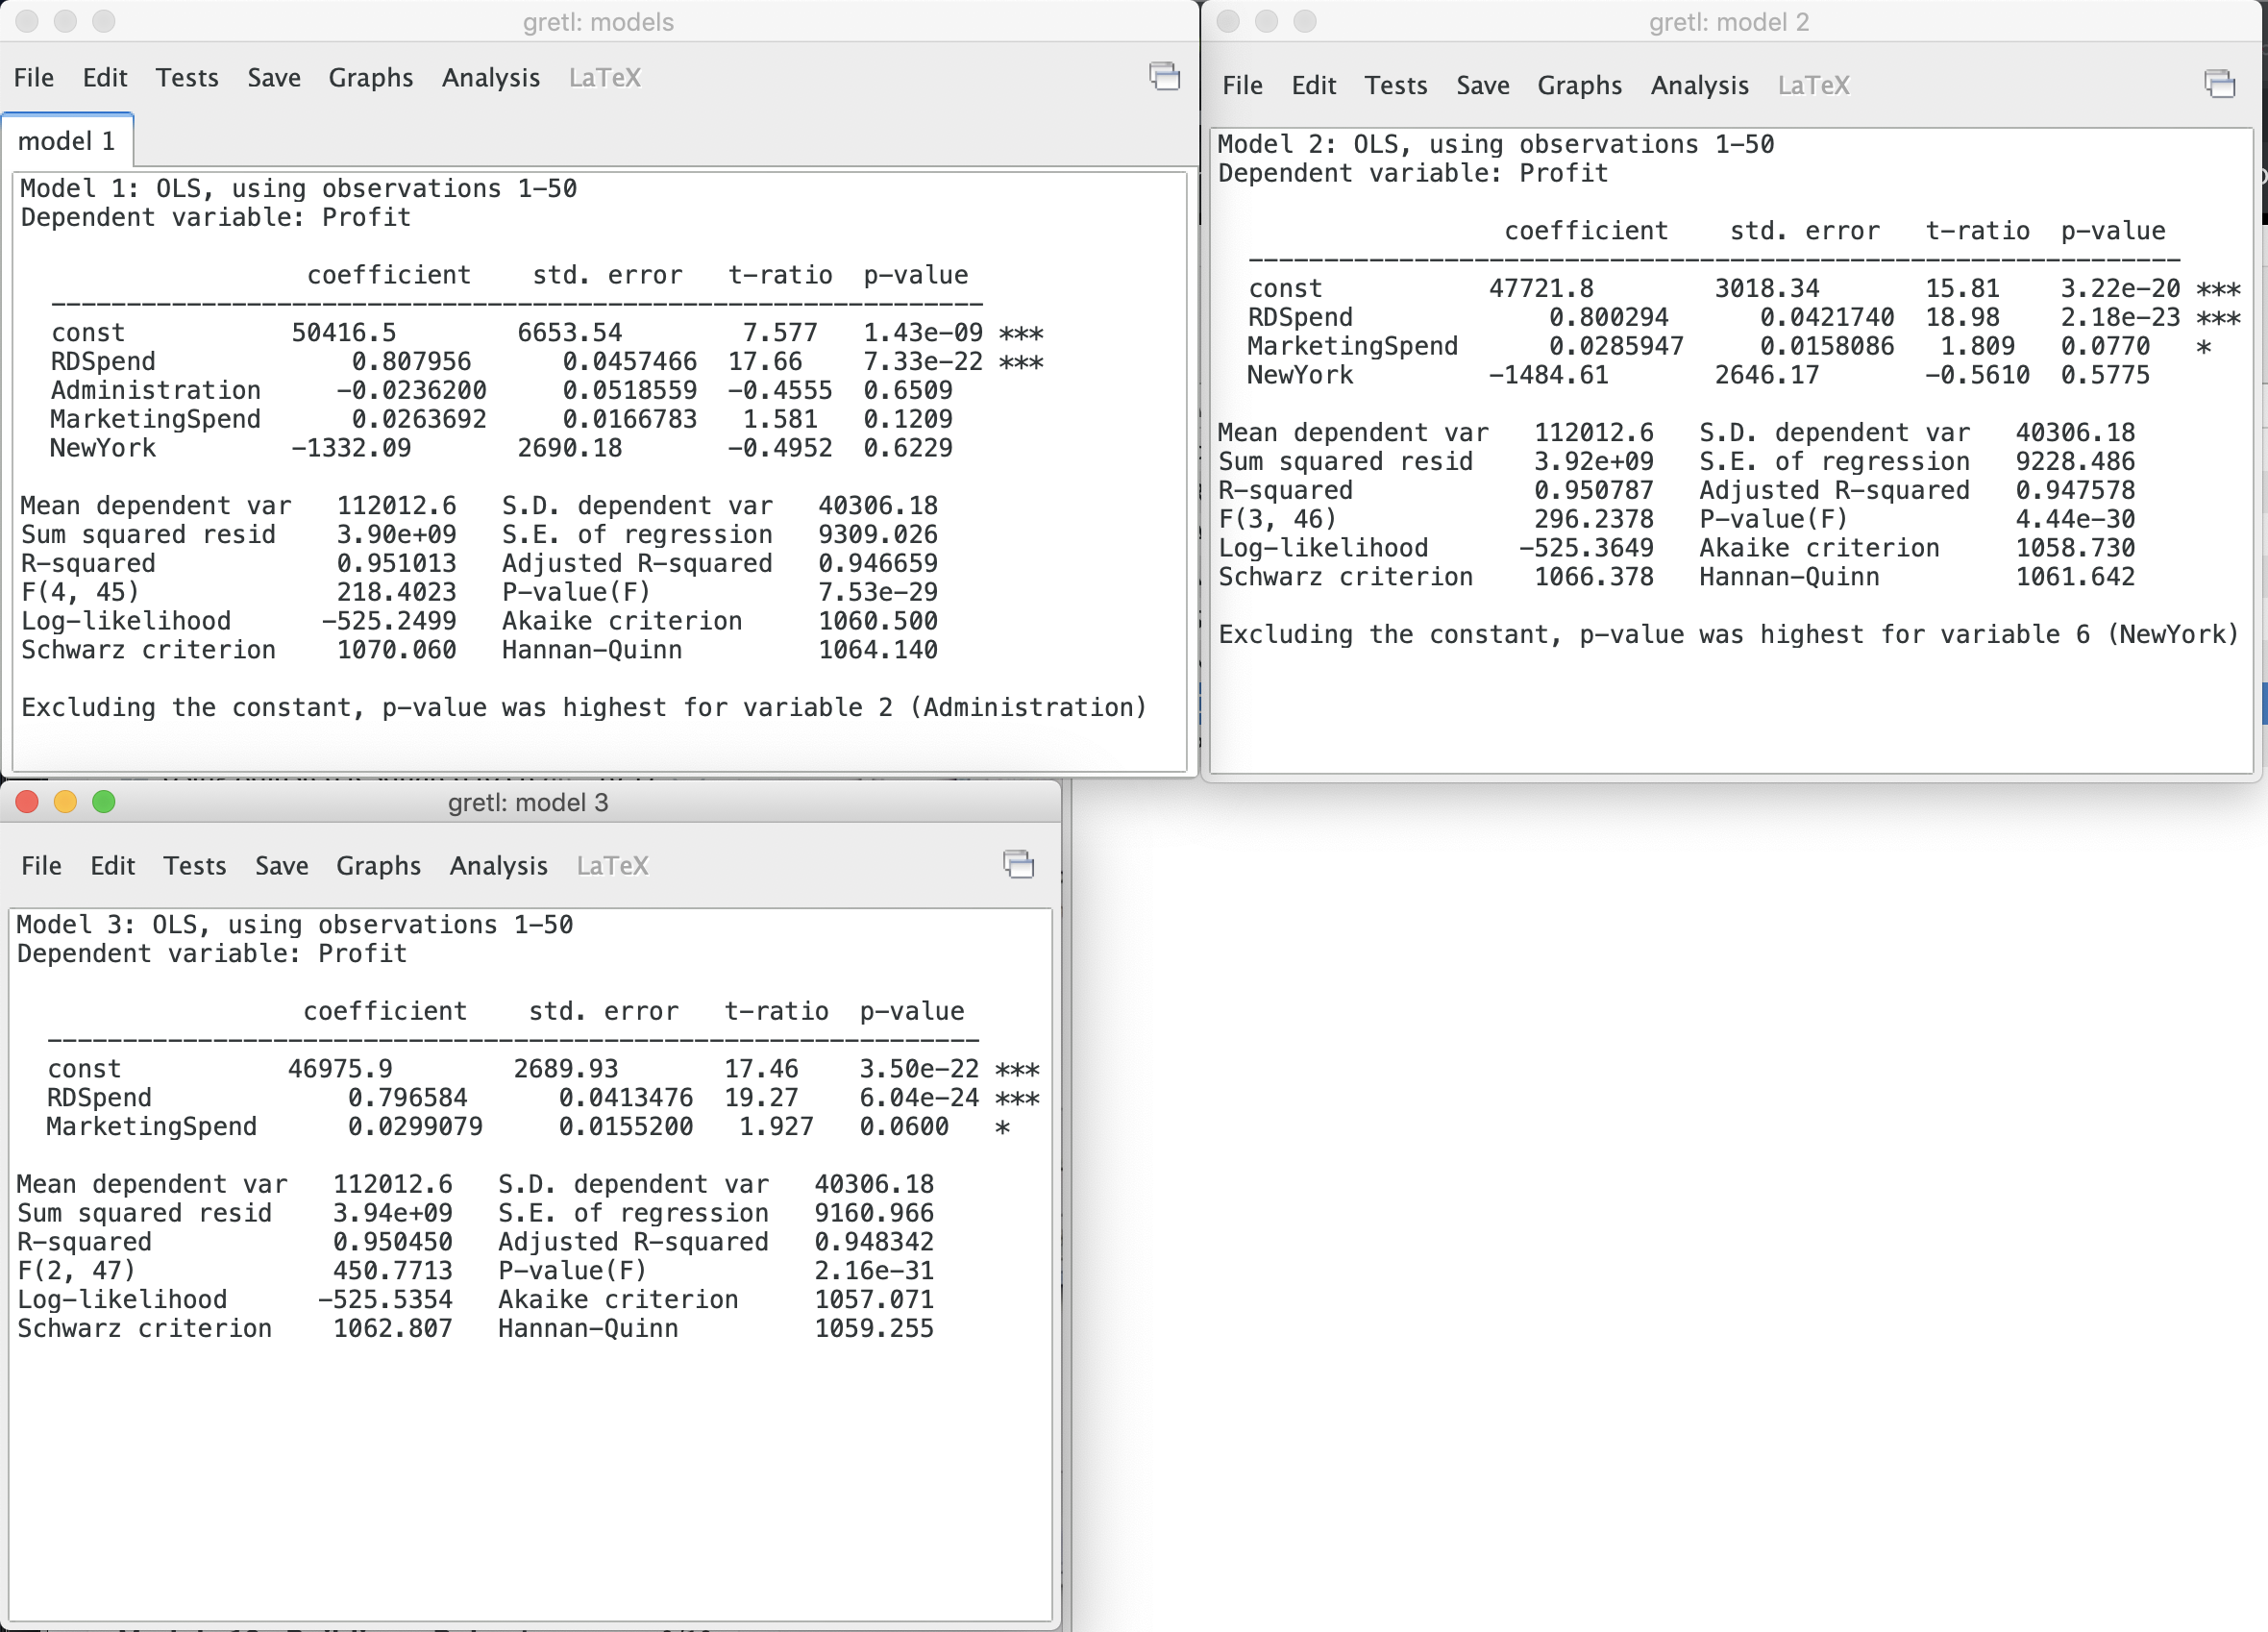 gretl: models
File Edit Tests Save Graphs Analysis LaTeX
model 1
Model 1: OLS, using observations 1-50
Dependent variable: Profit
coefficient std. error t-ratio p-value
const 50416.5 6653.54 7.577 1.43e-09 ***
RDSpend 0.807956 0.0457466 17.66 7.33e-22 ***
Administration -0.0236200 0.0518559 -0.4555 0.6509
MarketingSpend 0.0263692 0.0166783 1.581 0.1209
NewYork -1332.09 2690.18 -0.4952 0.6229
Mean dependent var 112012.6 S.D. dependent var 40306.18
Sum squared resid 3.90e+09 S.E. of regression 9309.026
R-squared 0.951013 Adjusted R-squared 0.946659
F(4, 45) 218.4023 P-value(F) 7.53e-29
Log-likelihood -525.2499 Akaike criterion 1060.500
Schwarz criterion 1070.060 Hannan-Quinn 1064.140
Excluding the constant, p-value was highest for variable 2 (Administration)
gretl: model 2
File Edit Tests Save Graphs Analysis LaTeX
Model 2: OLS, using observations 1-50
Dependent variable: Profit
coefficient std. error t-ratio p-value
const 47721.8 3018.34 15.81 3.22e-20 ***
RDSpend 0.800294 0.0421740 18.98 2.18e-23 ***
MarketingSpend 0.0285947 0.0158086 1.809 0.0770 *
NewYork -1484.61 2646.17 -0.5610 0.5775
Mean dependent var 112012.6 S.D. dependent var 40306.18
Sum squared resid 3.92e+09 S.E. of regression 9228.486
R-squared 0.950787 Adjusted R-squared 0.947578
F(3, 46) 296.2378 P-value(F) 4.44e-30
Log-likelihood -525.3649 Akaike criterion 1058.730
Schwarz criterion 1066.378 Hannan-Quinn 1061.642
Excluding the constant, p-value was highest for variable 6 (NewYork)
gretl: model 3
File Edit Tests Save Graphs Analysis LaTeX
Model 3: OLS, using observations 1-50
Dependent variable: Profit
coefficient std. error t-ratio p-value
const 46975.9 2689.93 17.46 3.50e-22 ***
RDSpend 0.796584 0.0413476 19.27 6.04e-24 ***
MarketingSpend 0.0299079 0.0155200 1.927 0.0600 *
Mean dependent var 112012.6 S.D. dependent var 40306.18
Sum squared resid 3.94e+09 S.E. of regression 9160.966
R-squared 0.950450 Adjusted R-squared 0.948342
F(2, 47) 450.7713 P-value(F) 2.16e-31
Log-likelihood -525.5354 Akaike criterion 1057.071
Schwarz criterion 1062.807 Hannan-Quinn 1059.255